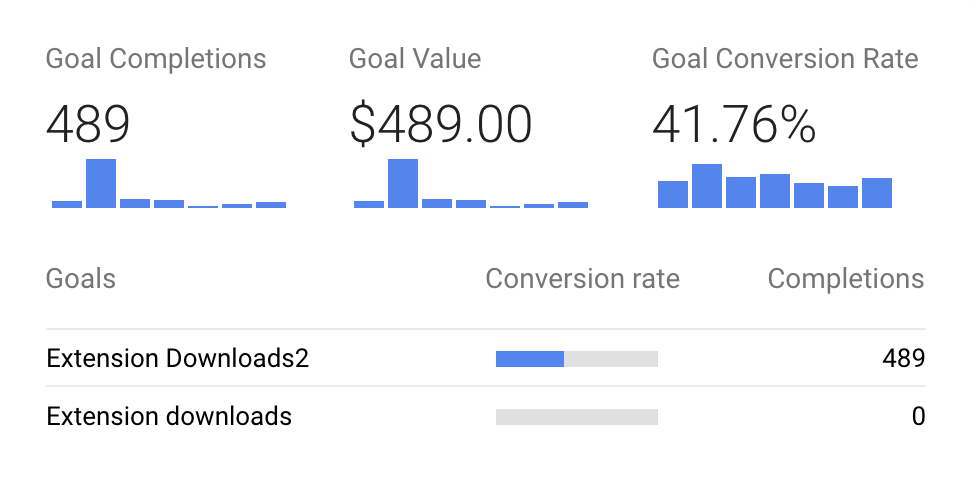 Goal Completions Goal Value Goal Conversion Rate
489 $489.00 41.76%
Goals Conversion rate Completions
Extension Downloads2 489
Extension downloads 0